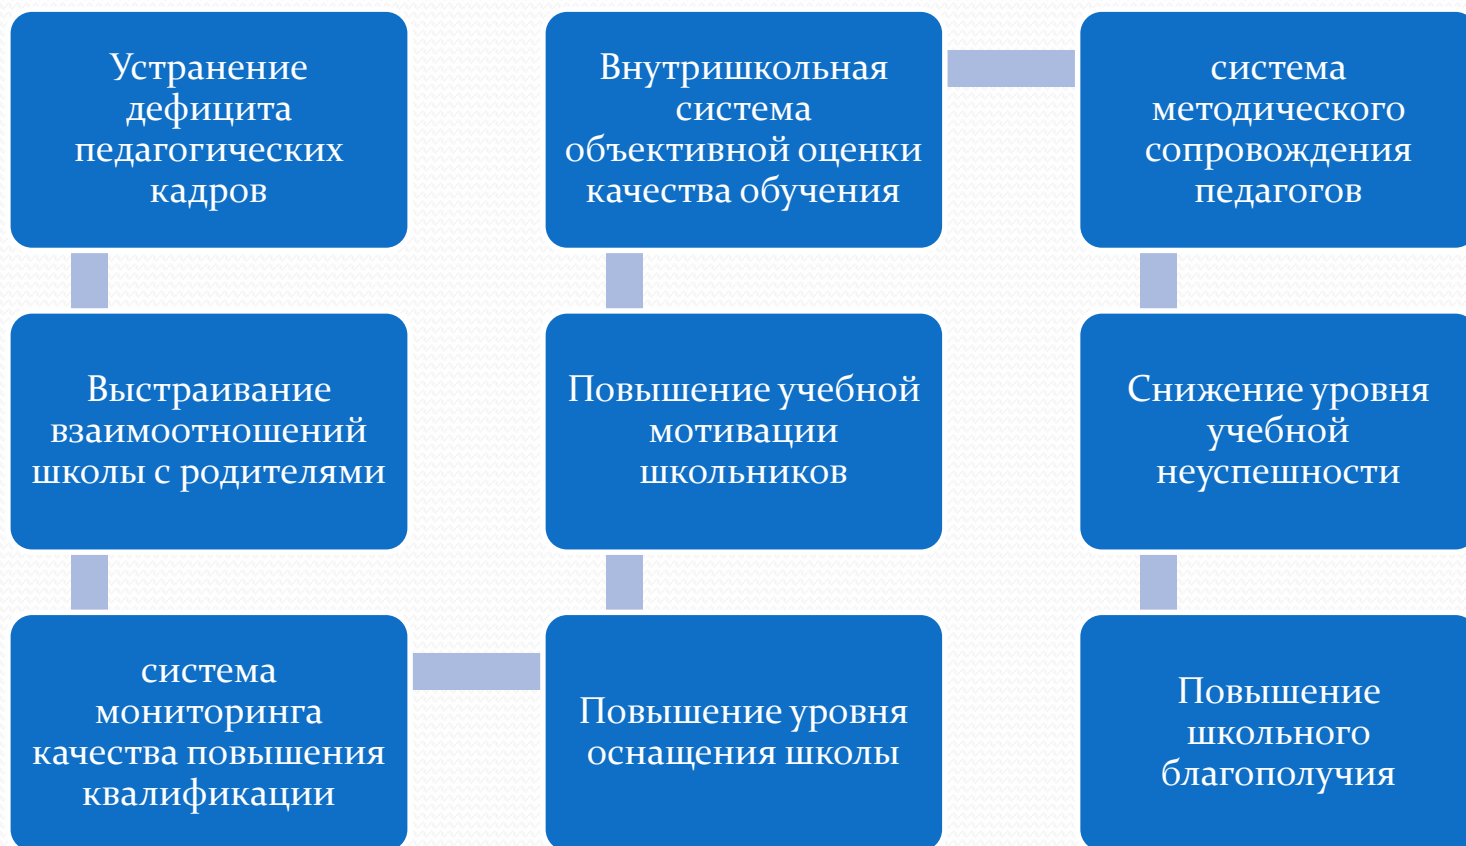 Устранение
дефицита
педагогических
кадров
Выстраивание
взаимоотношений
школы с родителями
система
мониторинга
качества повышения
квалификации
Повышение уровня
оснащения школы
Повышение учебной
мотивации
школьников
Внутришкольная
система
объективной оценки
качества обучения
система
методического
сопровождения
педагогов
Снижение уровня
учебной
неуспешности
Повышение
школьного
благополучия